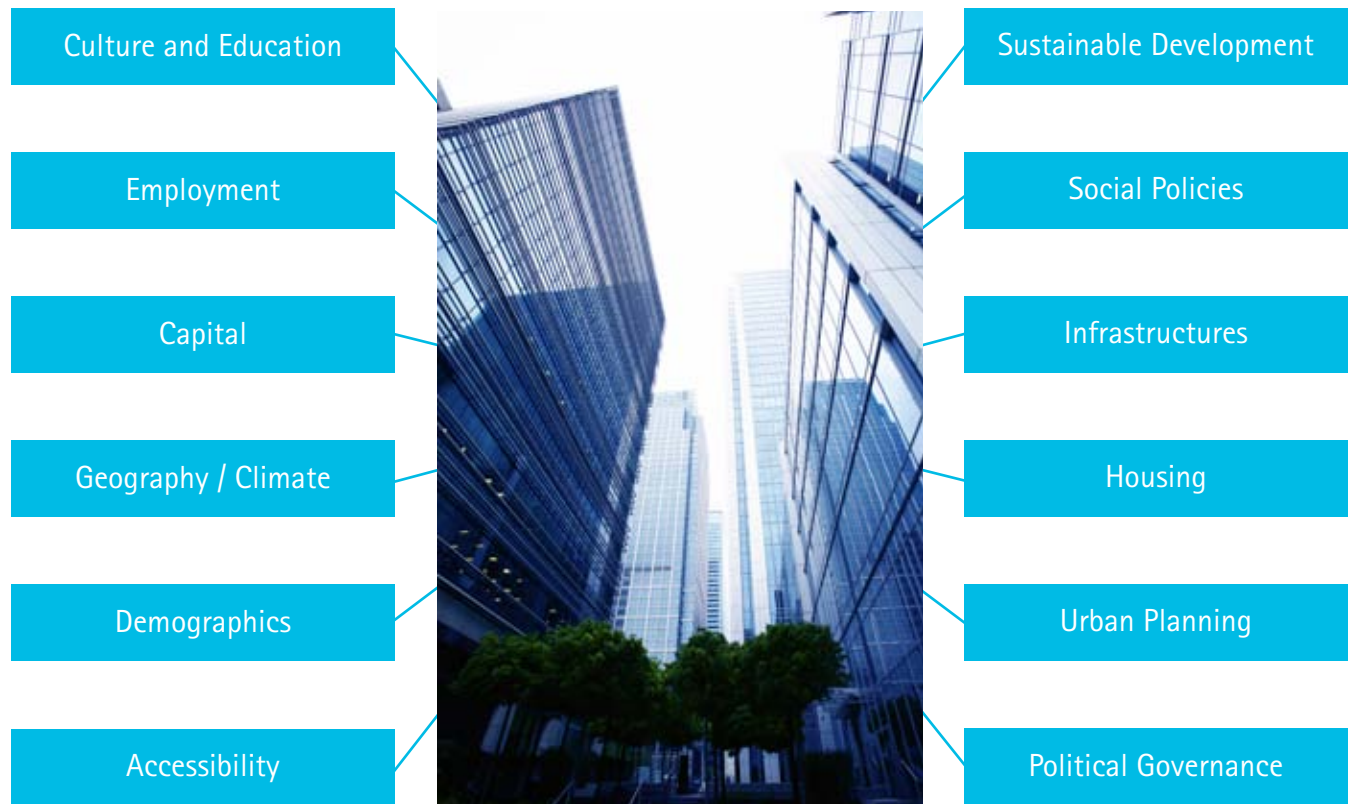 Culture and Education
Employment
Capital
Geography / Climate
Demographics
Accessibility
Sustainable Development
Social Policies
Infrastructures
Housing
Urban Planning
Political Governance